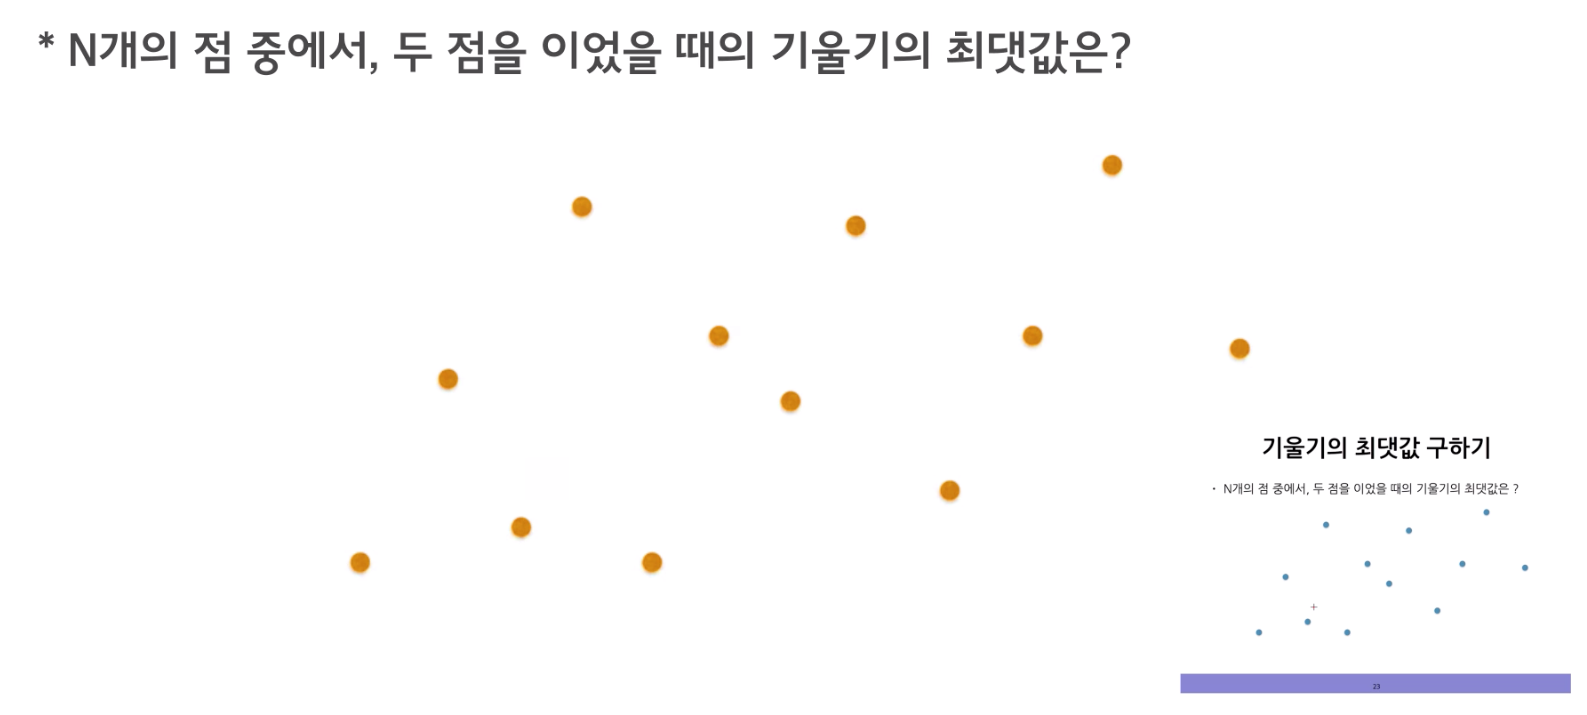 * N개의 점 중에서, 두 점을 이었을 때의 기울기의 최댓값은?
기울기의 최댓값 구하기
• N개의 점 중에서, 두 점을 이었을 때의 기울기의 최댓값은 ?
23